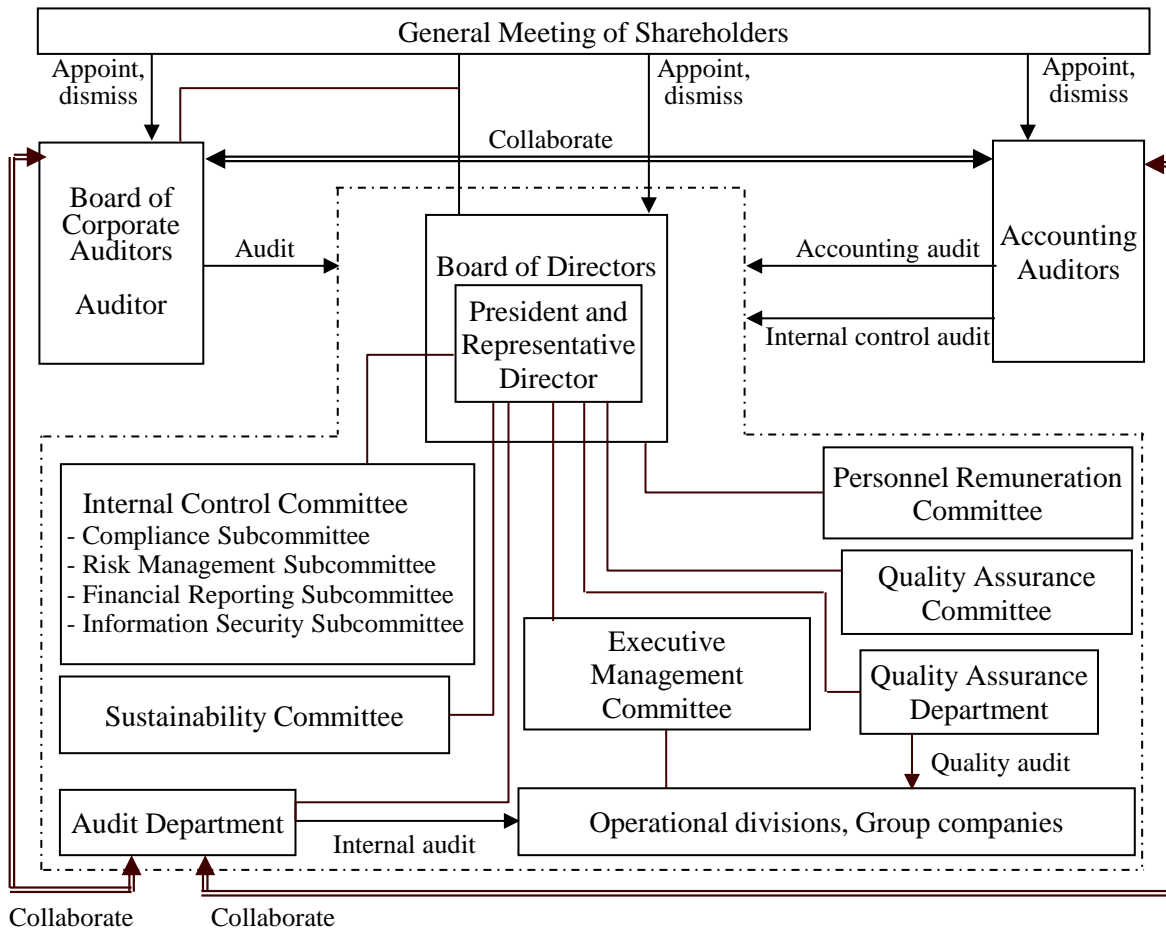 General Meeting of Shareholders
Appoint,
dismiss
Appoint,
dismiss
Appoint,
dismiss
Collaborate
Board of
Corporate
Auditors
Auditor
Audit
Board of Directors
President and
Representative
Director
Accounting audit
Internal control audit
Accounting
Auditors
Internal Control Committee
- Compliance Subcommittee
- Risk Management Subcommittee
- Financial Reporting Subcommittee
- Information Security Subcommittee
Personnel Remuneration
Committee
Quality Assurance
Committee
Executive
Management
Committee
Quality Assurance
Department
Sustainability Committee
Quality audit
Audit Department
Internal audit
Operational divisions, Group companies
Collaborate
Collaborate